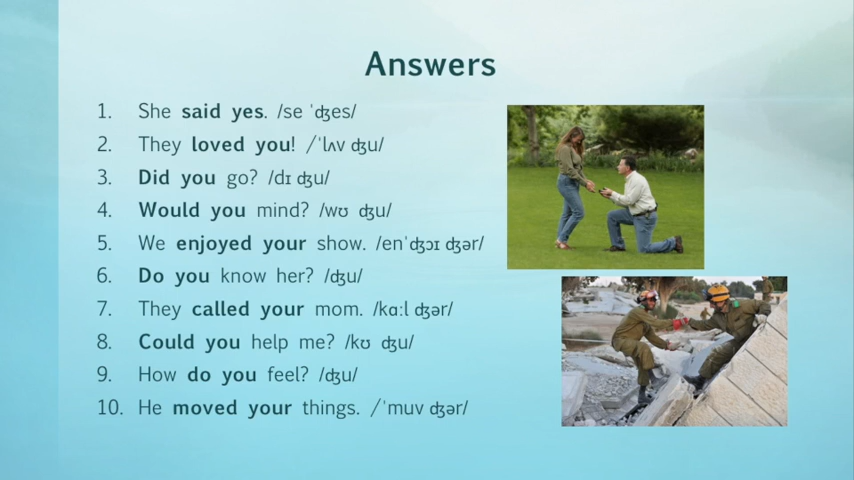 Answers
1. She said yes. /se ˈʤes/
2. They loved you! /ˈlʌv ʤu/
3. Did you go? /dɪ ʤu/
4. Would you mind? /wʊ ʤu/
5. We enjoyed your show. /enˈʤɔɪ ʤər/
6. Do you know her? /ʤu/
7. They called your mom. /kɑːl ʤər/
8. Could you help me? /kʊ ʤu/
9. How do you feel? /ʤu/
10. He moved your things. /ˈmuv ʤər/